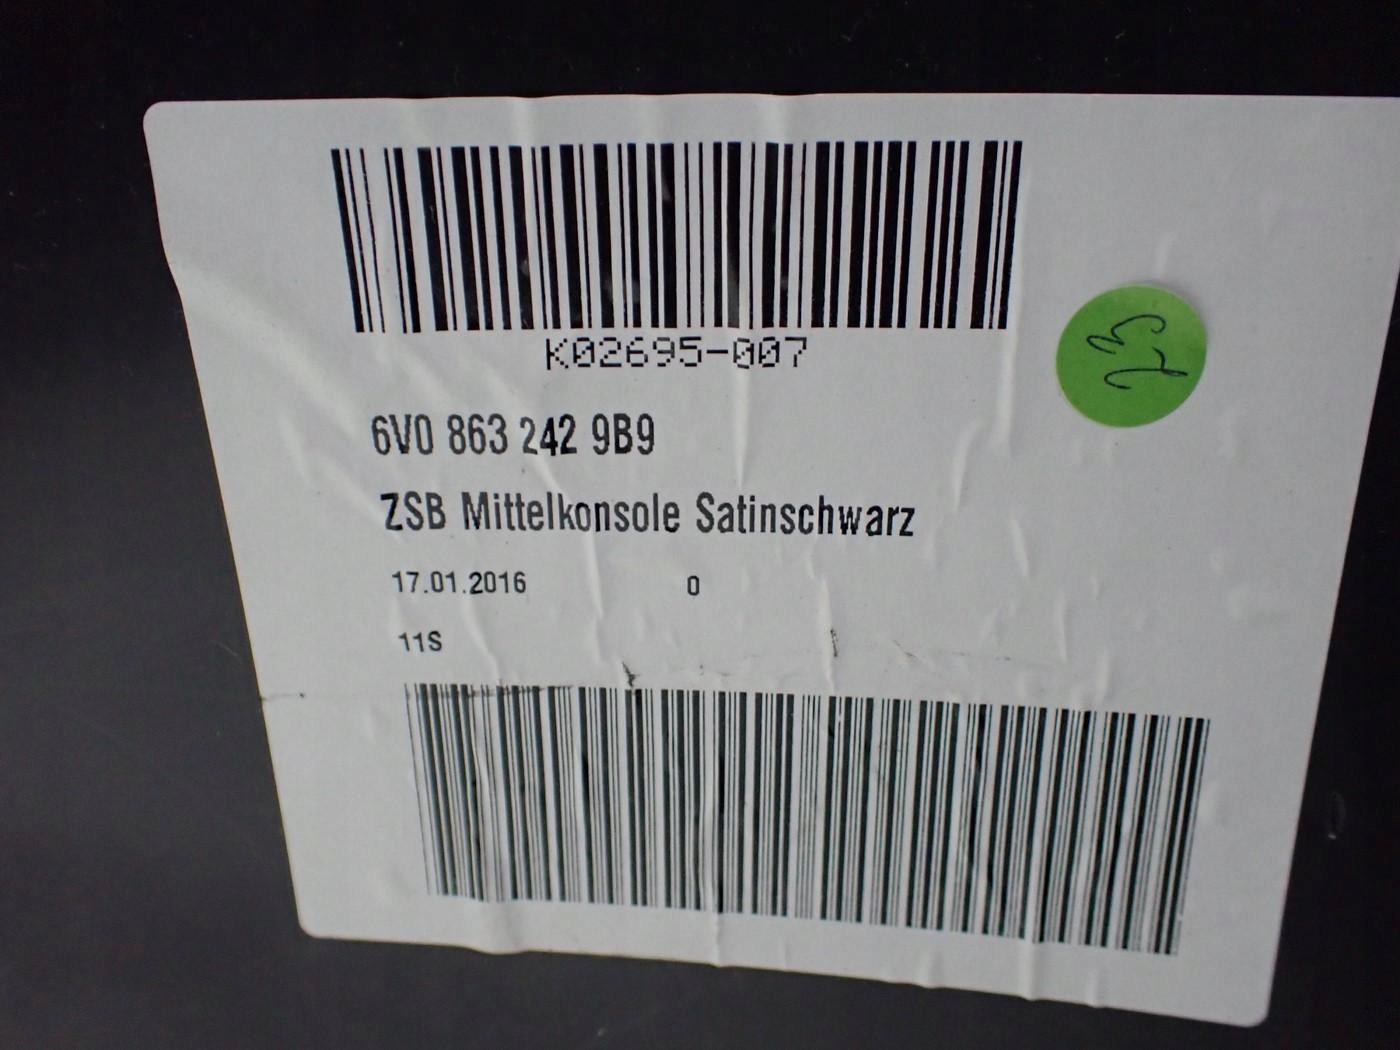 K02695-007
6V0 863 242 9B9
ZSB Mittelkonsole Satinschwarz
17.01.2016 0
11S